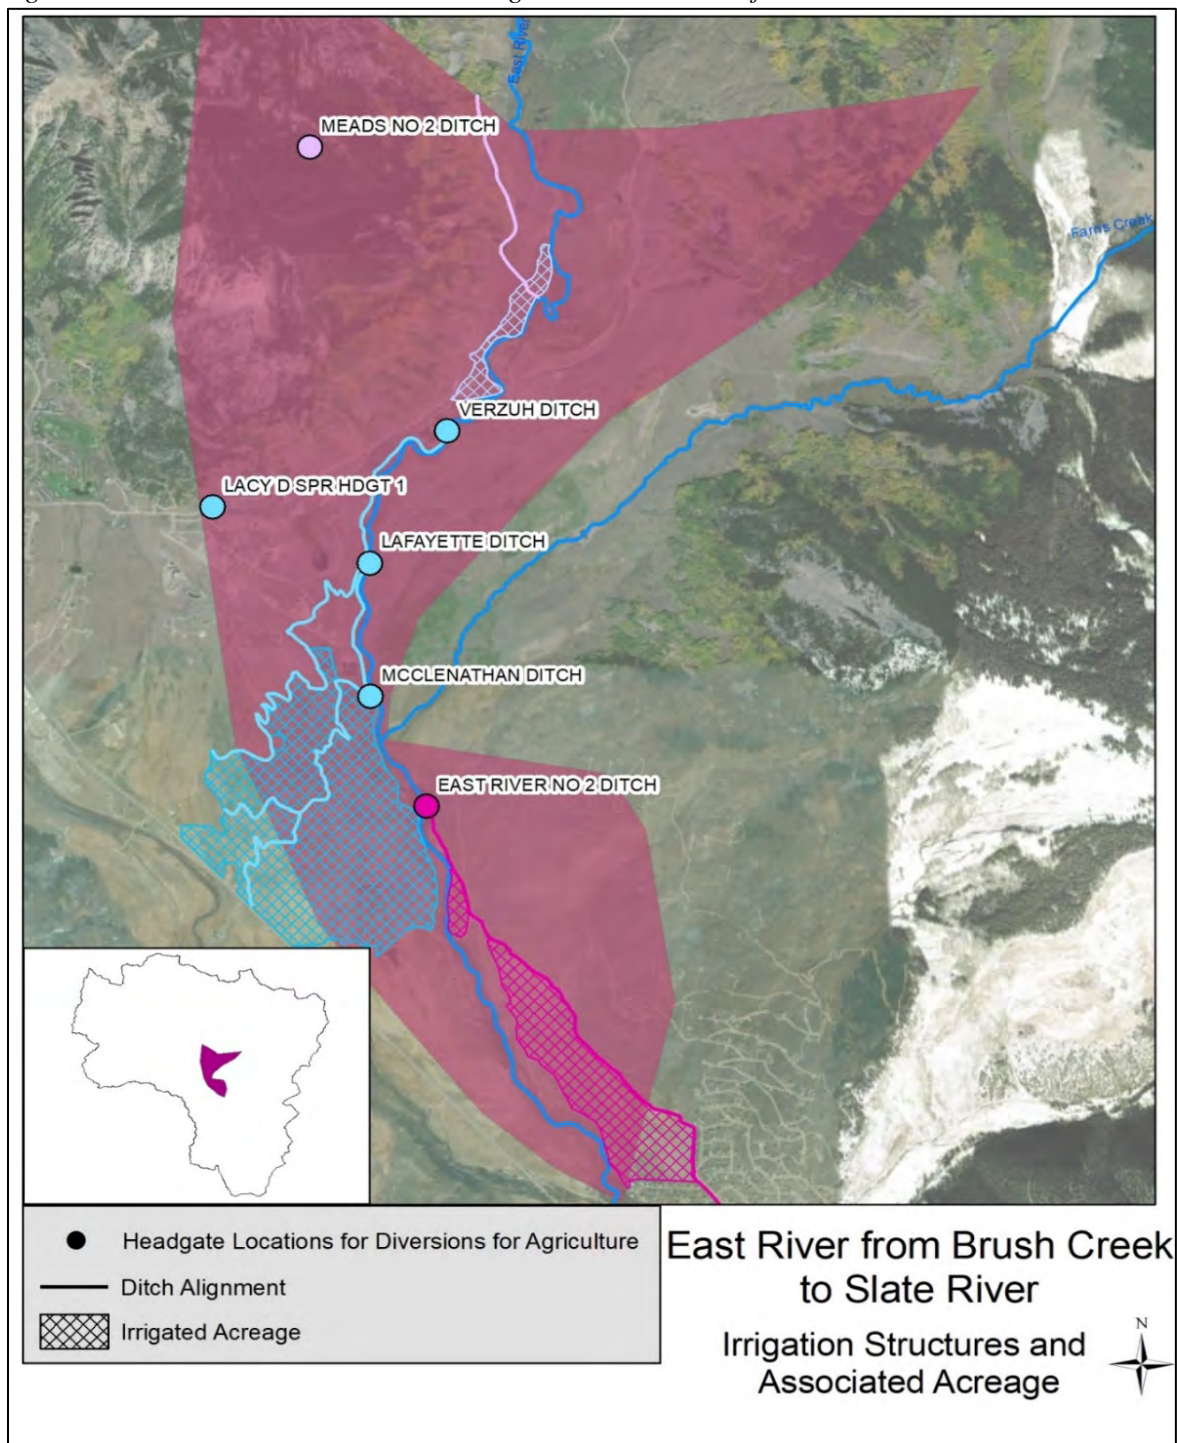 East River
MEADS NO 2 DITCH
Farris Creek
VERZUH DITCH
LACY D SPR HDGT 1
LAFAYETTE DITCH
MCCLENATHAN DITCH
EAST RIVER NO 2 DITCH
Headgate Locations for Diversions for Agriculture
Ditch Alignment
Irrigated Acreage
East River from Brush Creek
to Slate River
Irrigation Structures and
Associated Acreage
N